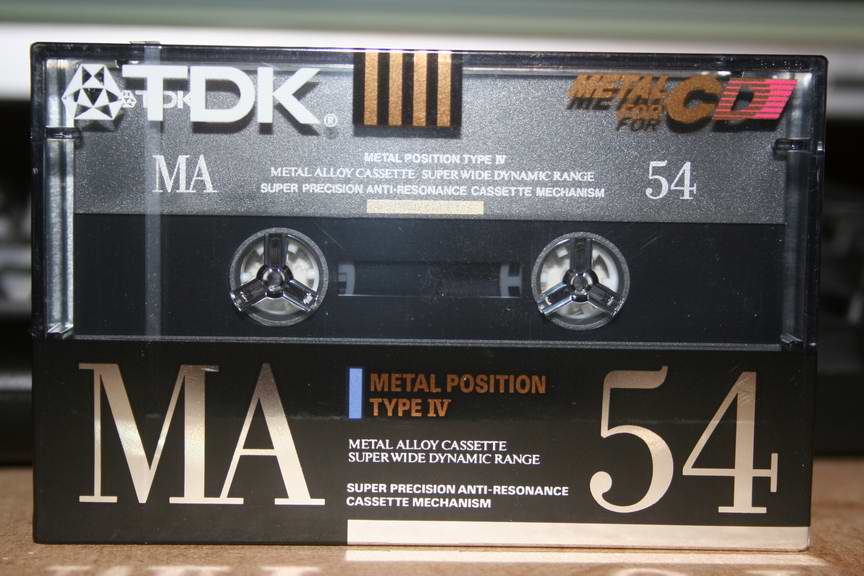 TDK TDK®
METAL
FOR CD
FOR
METAL POSITION TYPE IV
MA METAL ALLOY CASSETTE SUPER WIDE DYNAMIC RANGE 54
SUPER PRECISION ANTI-RESONANCE CASSETTE MECHANISM
MA
METAL POSITION
TYPE IV
54
METAL ALLOY CASSETTE
SUPER WIDE DYNAMIC RANGE
SUPER PRECISION ANTI-RESONANCE
CASSETTE MECHANISM